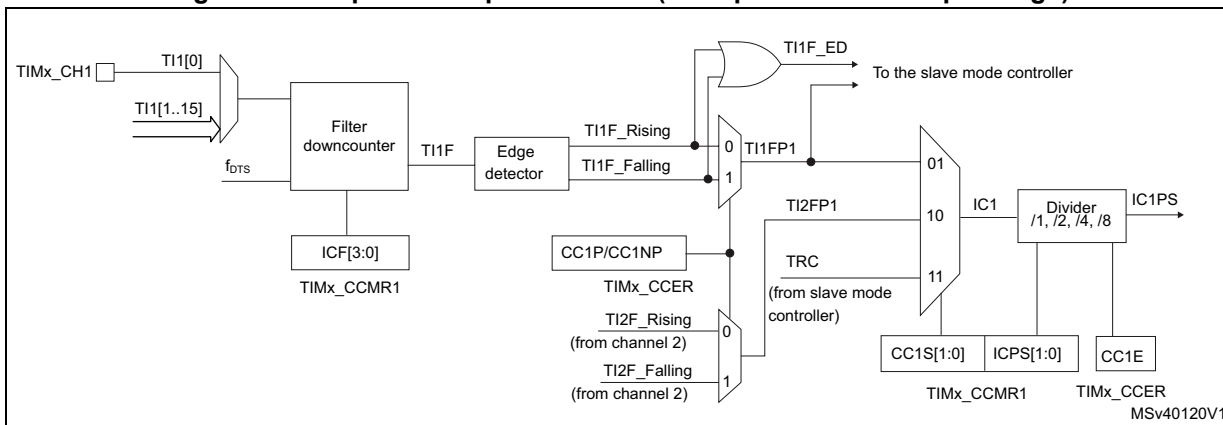 TI1F_ED
To the slave mode controller
TIMx_CH1
TI1[0]
TI1[1..15]
fDTS
Filter
downcounter
ICF[3:0]
TIMx_CCMR1
TI1F
Edge
detector
TI1F_Rising
TI1F_Falling
0
1
TI1FP1
TI2FP1
CC1P/CC1NP
TIMx_CCER
TI2F_Rising
(from channel 2)
TI2F_Falling
(from channel 2)
0
1
TRC
(from slave mode
controller)
01
10
11
IC1
Divider
/1, /2, /4, /8
IC1PS
CC1S[1:0]
ICPS[1:0]
TIMx_CCMR1
CC1E
TIMx_CCER
MSv40120V1